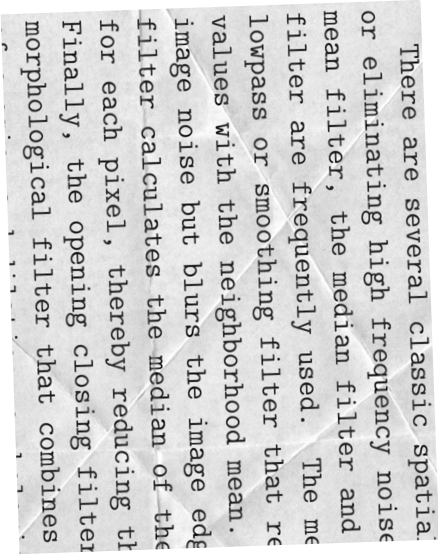 There are several classic spatial
or eliminating high frequency noise
mean filter, the median filter and
filter are frequently used. The me
lowpass or smoothing filter that re
values with the neighborhood mean.
image noise but blurs the image edg
filter calculates the median of the
for each pixel, thereby reducing th
Finally, the opening closing filter
morphological filter that combines